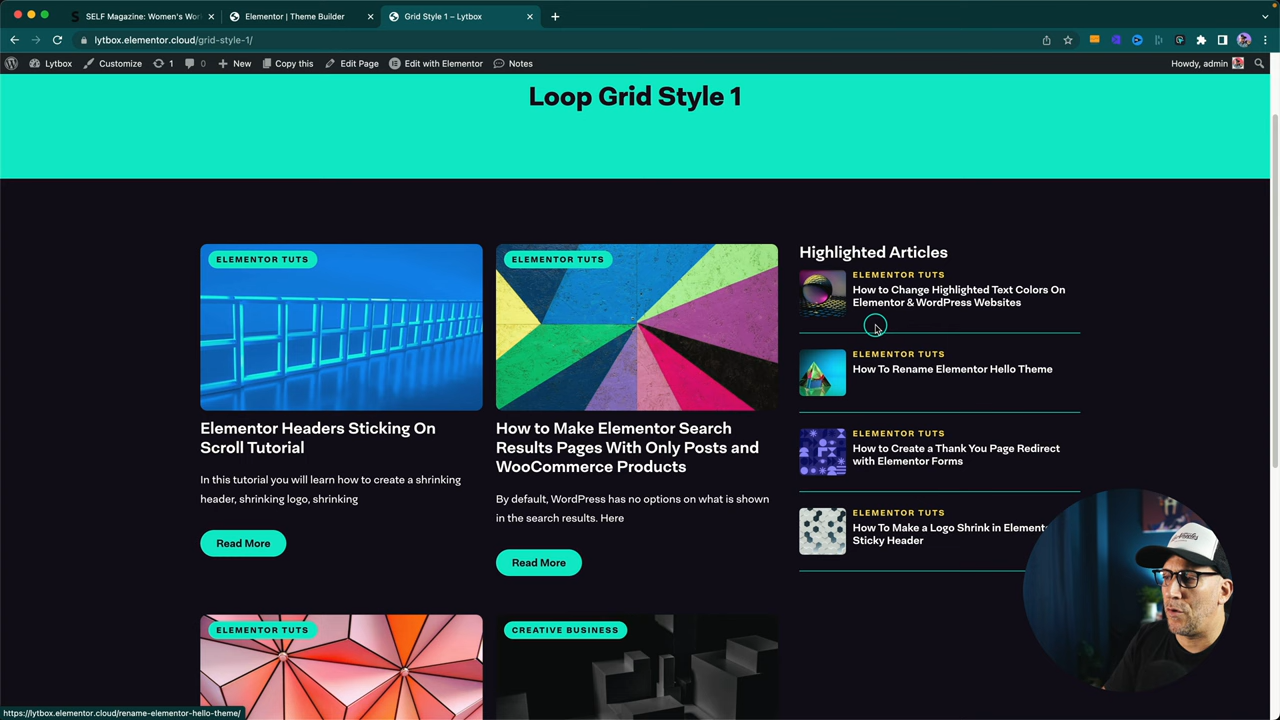 SELF Magazine: Women's Wor
Elementor | Theme Builder
Grid Style 1 – Lytbox
lytbox.elementor.cloud/grid-style-1/
Lytbox
Customize
1
0
New
Copy this
Edit Page
Edit with Elementor
Notes
Howdy, admin
Loop Grid Style 1
ELEMENTOR TUTS
Elementor Headers Sticking On
Scroll Tutorial
In this tutorial you will learn how to create a shrinking
header, shrinking logo, shrinking
Read More
ELEMENTOR TUTS
How to Make Elementor Search
Results Pages With Only Posts and
WooCommerce Products
By default, WordPress has no options on what is shown
in the search results. Here
Read More
Highlighted Articles
ELEMENTOR TUTS
How to Change Highlighted Text Colors On
Elementor & WordPress Websites
ELEMENTOR TUTS
How To Rename Elementor Hello Theme
ELEMENTOR TUTS
How to Create a Thank You Page Redirect
with Elementor Forms
ELEMENTOR TUTS
How To Make a Logo Shrink in Element
Sticky Header
ELEMENTOR TUTS
CREATIVE BUSINESS
https://lytbox.elementor.cloud/rename-elementor-hello-theme/